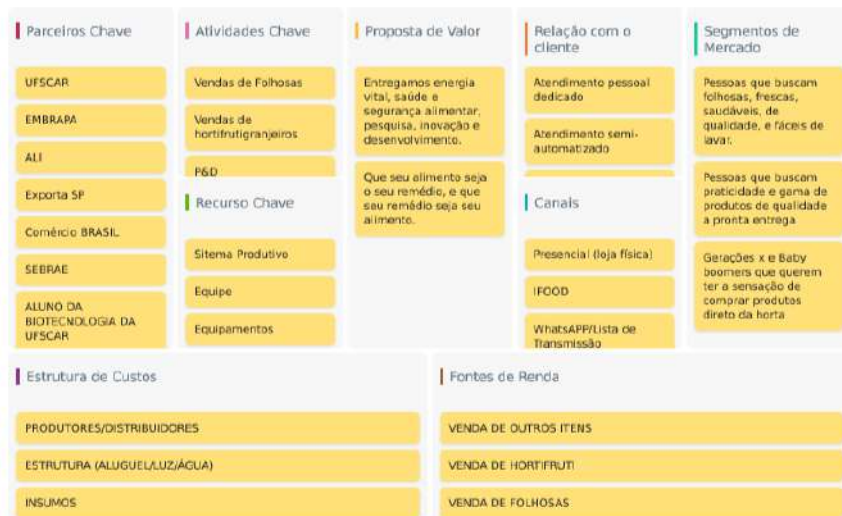 Parceiros Chave
UFSCAR
EMBRAPA
ALI
Exporta SP
Comércio BRASIL
SEBRAE
ALUNO DA
BIOTECNOLOGIA DA
UFSCAR
Atividades Chave
Vendas de Folhosas
Vendas de
hortifrutigranjeiros
P&D
Recurso Chave
Sitema Produtivo
Equipe
Equipamentos
Proposta de Valor
Entregamos energia
vital, saúde e
segurança alimentar,
pesquisa, inovação e
desenvolvimento.
Que seu alimento seja
o seu remédio, e que
seu remédio seja seu
alimento.
Relação com o
cliente
Atendimento pessoal
dedicado
Atendimento semi-
automatizado
Canais
Presencial (loja física)
IFOOD
WhatsAPP/Lista de
Transmissão
Segmentos de
Mercado
Pessoas que buscam
folhosas, frescas,
saudáveis, de
qualidade, e fáceis de
lavar.
Pessoas que buscam
praticidade e gama de
produtos de qualidade
a pronta entrega
Gerações x e Baby
boomers que querem
ter a sensação de
comprar produtos
direto da horta
Estrutura de Custos
PRODUTORES/DISTRIBUIDORES
ESTRUTURA (ALUGUEL/LUZ/ÁGUA)
INSUMOS
Fontes de Renda
VENDA DE OUTROS ITENS
VENDA DE HORTIFRUTI
VENDA DE FOLHOSAS